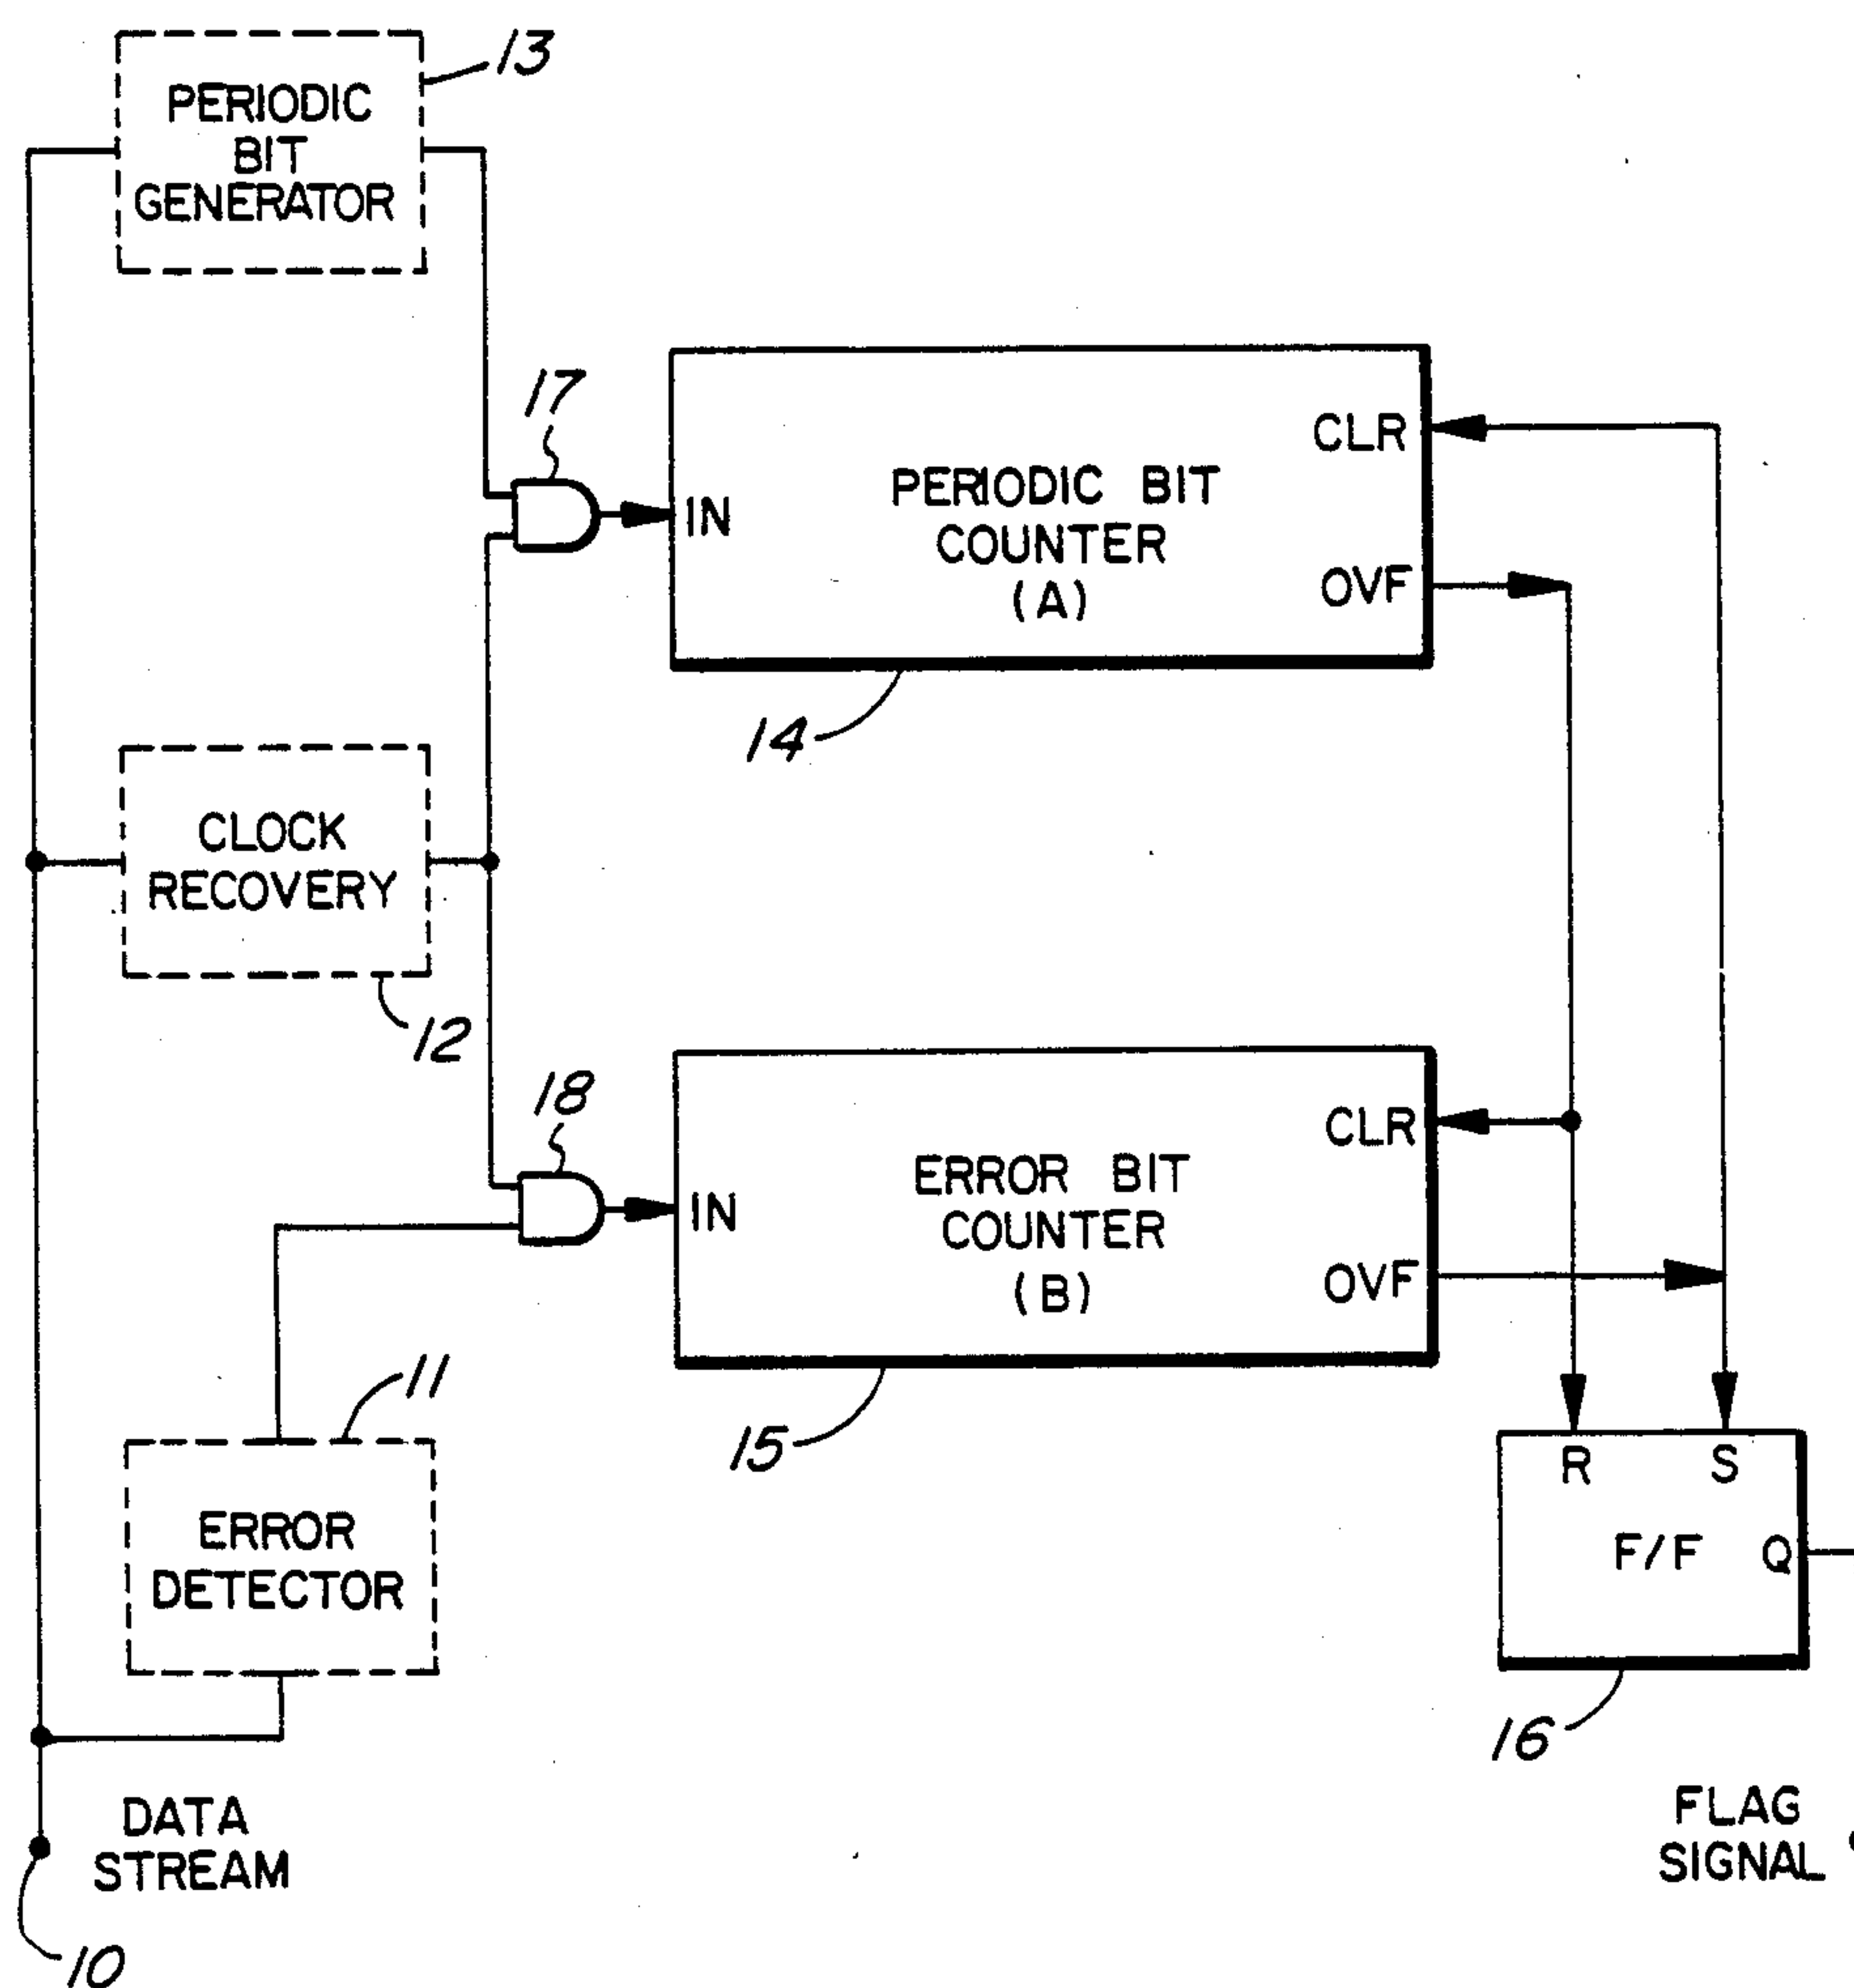 13
PERIODIC
BIT
GENERATOR
17
CLR
IN
PERIODIC BIT
COUNTER
(A)
OVF
14
CLOCK
RECOVERY
12
18
CLR
IN
ERROR BIT
COUNTER
(B)
OVF
11
15
R
S
ERROR
DETECTOR
F/F
Q
16
DATA
STREAM
FLAG
SIGNAL
10